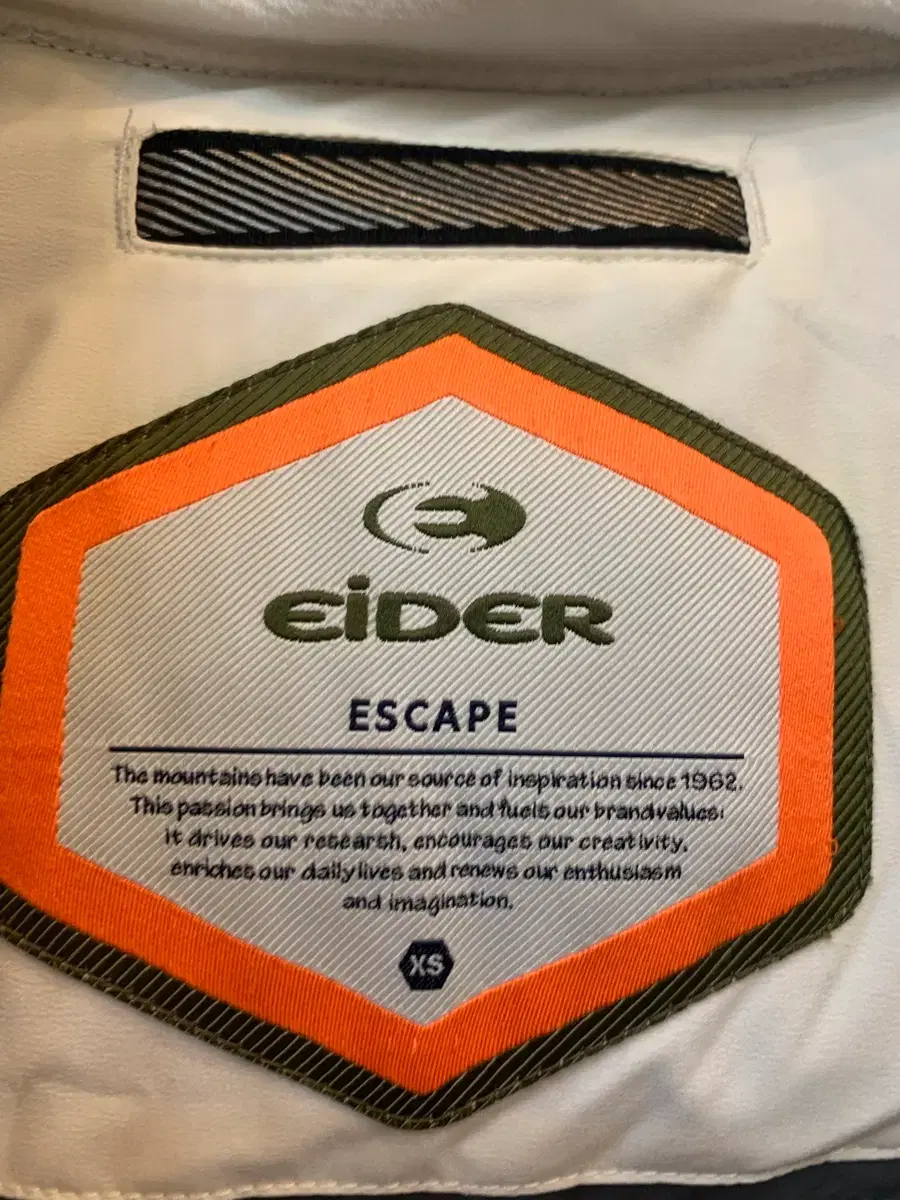 EiDER
ESCAPE
The mountains have been our source of inspiration since 1962.
This passion brings us together and fuels our brand values:
it drives our research, encourages our creativity,
enriches our daily lives and renews our enthusiasm
and imagination.
XS